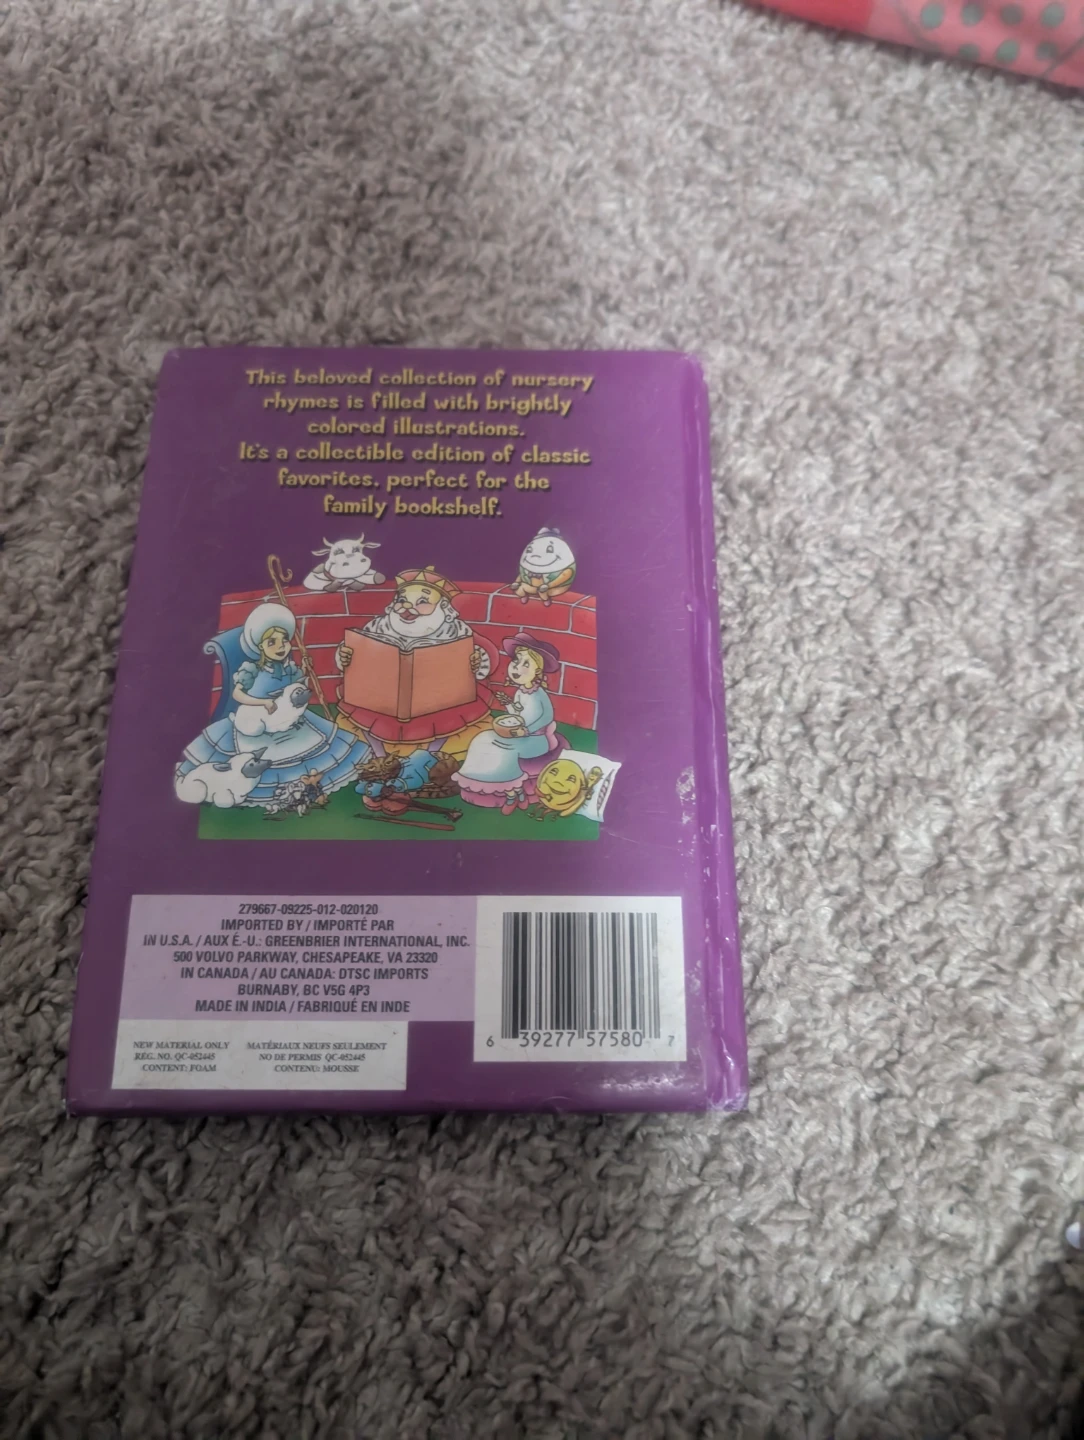 This beloved collection of nursery
rhymes is filled with brightly
colored illustrations.
It's a collectible edition of classic
favorites, perfect for the
family bookshelf.
279667-09225-012-020120
IMPORTED BY / IMPORTÉ PAR
IN U.S.A. / AUX É.-U.: GREENBRIER INTERNATIONAL, INC.
500 VOLVO PARKWAY, CHESAPEAKE, VA 23320
IN CANADA / AU CANADA: DTSC IMPORTS
BURNABY, BC V5G 4P3
MADE IN INDIA / FABRIQUÉ EN INDE
NEW MATERIAL ONLY
REG. NO. QC-052445
CONTENT: FOAM
MATÉRIAUX NEUFS SEULEMENT
NO DE PERMIS QC-052445
CONTENU: MOUSSE
6 39277 57580 7